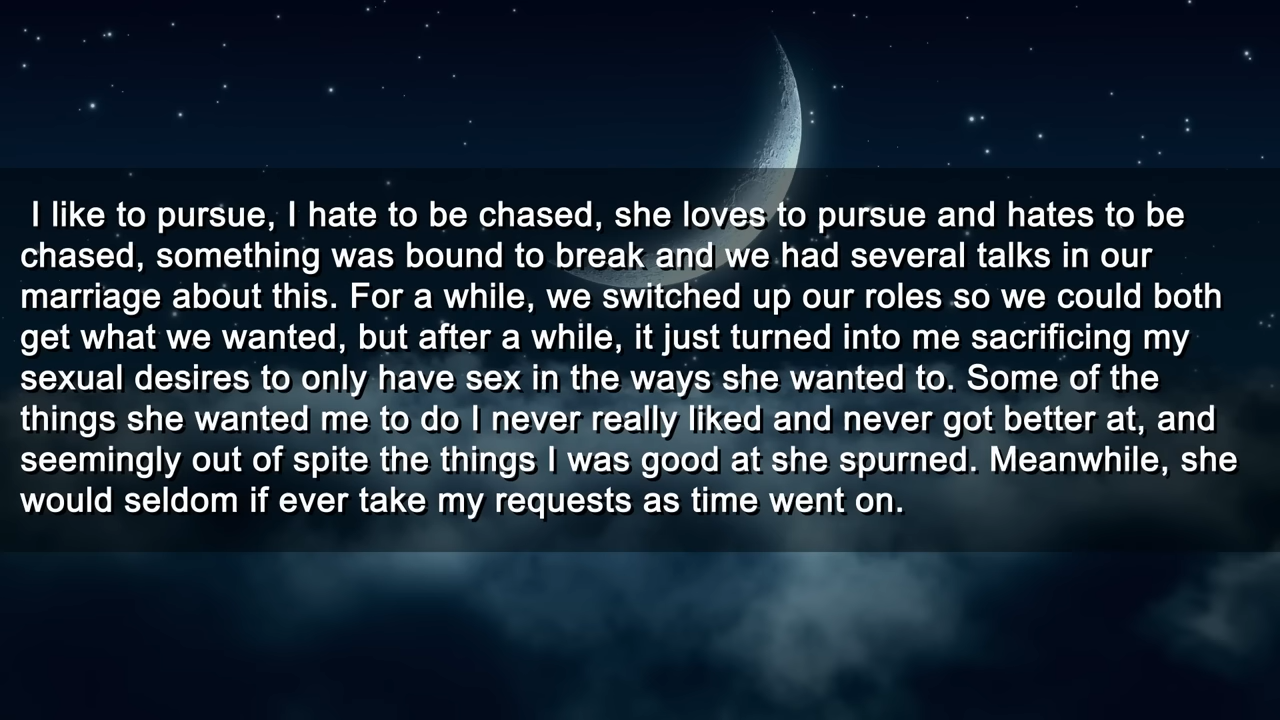 I like to pursue, I hate to be chased, she loves to pursue and hates to be
chased, something was bound to break and we had several talks in our
marriage about this. For a while, we switched up our roles so we could both
get what we wanted, but after a while, it just turned into me sacrificing my
sexual desires to only have sex in the ways she wanted to. Some of the
things she wanted me to do I never really liked and never got better at, and
seemingly out of spite the things I was good at she spurned. Meanwhile, she
would seldom if ever take my requests as time went on.